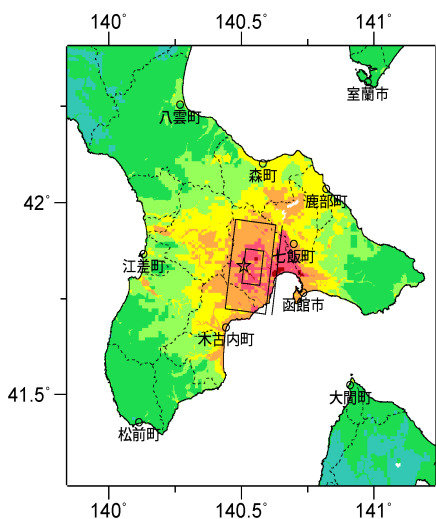 140° 140.5° 141°
室蘭市
八雲町
森町
42° 鹿部町
七飯町
江差町
函館市
木古内町
41.5° 大間町
松前町
140° 140.5° 141°